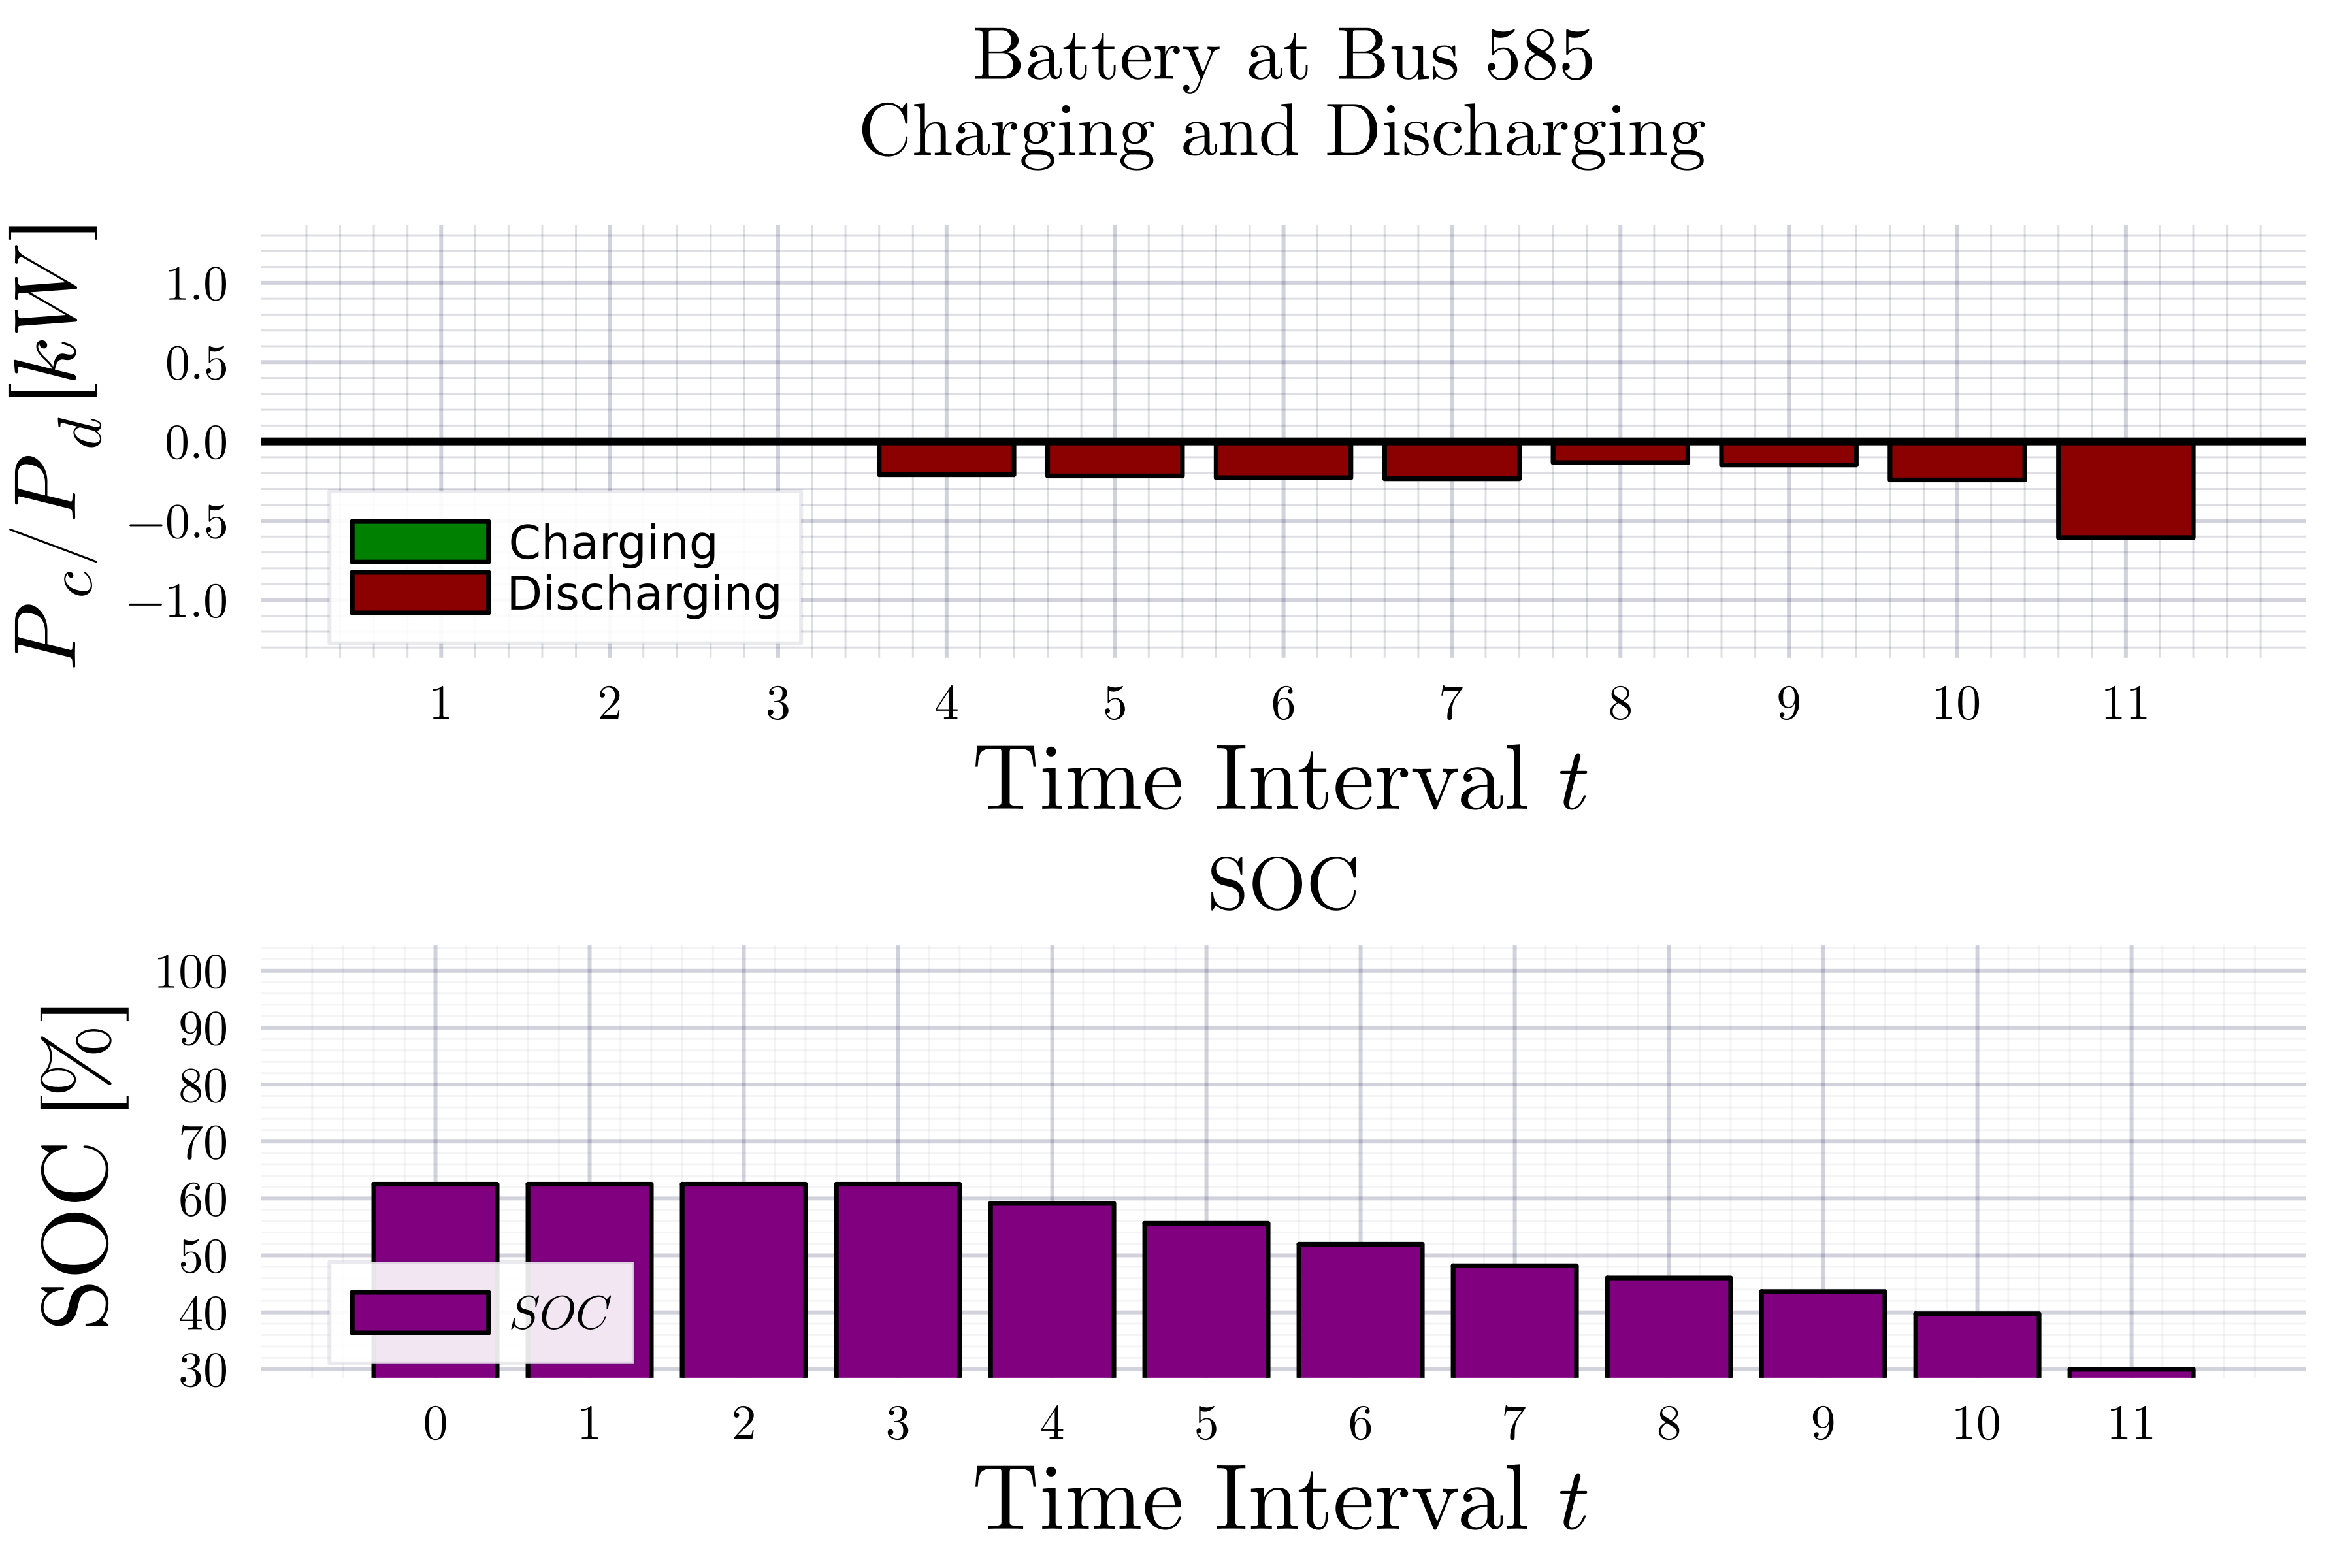 Battery at Bus 585
Charging and Discharging
P_c/P_d [kW]
1.0
0.5
0.0
−0.5
−1.0
Charging
Discharging
1 2 3 4 5 6 7 8 9 10 11
Time Interval t
SOC
SOC [%]
100
90
80
70
60
50
40
30
SOC
0 1 2 3 4 5 6 7 8 9 10 11
Time Interval t